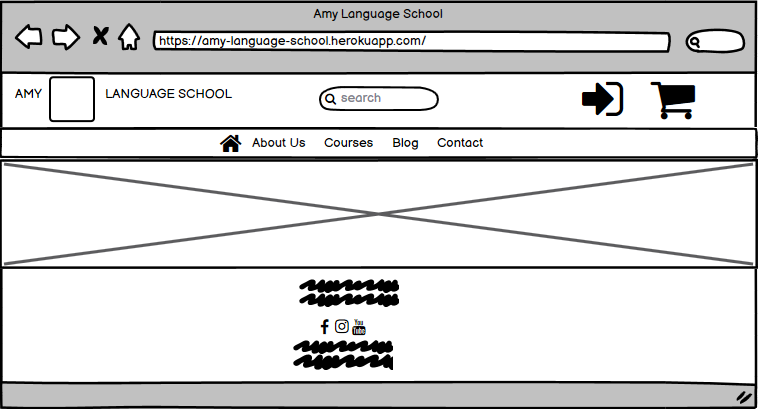 Amy Language School
https://amy-language-school.herokuapp.com/
AMY LANGUAGE SCHOOL
search
About Us Courses Blog Contact
You
Tube